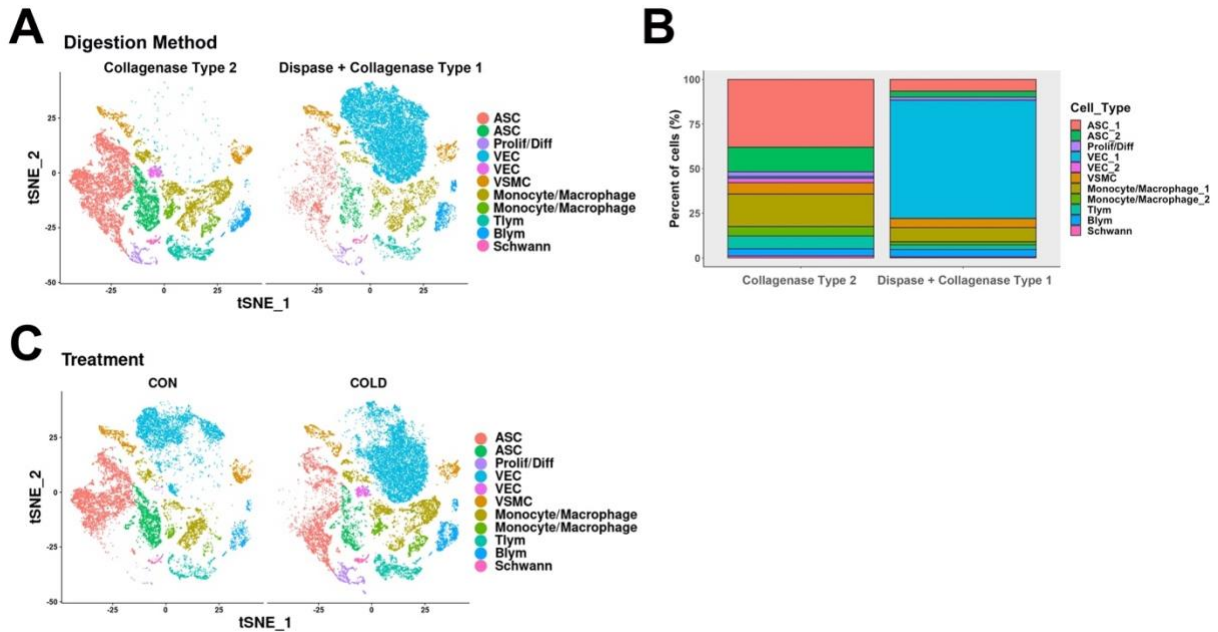 A
Digestion Method
Collagenase Type 2
Dispase + Collagenase Type 1
25
0
-25
-50
tSNE_2
-25
0
25
-25
0
25
tSNE_1
ASC
ASC
Prolif/Diff
VEC
VEC
VSMC
Monocyte/Macrophage
Monocyte/Macrophage
Tlym
Blym
Schwann
B
100
75
50
25
0
Percent of cells (%)
Collagenase Type 2
Dispase + Collagenase Type 1
Cell_Type
ASC_1
ASC_2
Prolif/Diff
VEC_1
VEC_2
VSMC
Monocyte/Macrophage_1
Monocyte/Macrophage_2
Tlym
Blym
Schwann
C
Treatment
CON
COLD
25
0
-25
-50
tSNE_2
-25
0
25
-25
0
25
tSNE_1
ASC
ASC
Prolif/Diff
VEC
VEC
VSMC
Monocyte/Macrophage
Monocyte/Macrophage
Tlym
Blym
Schwann